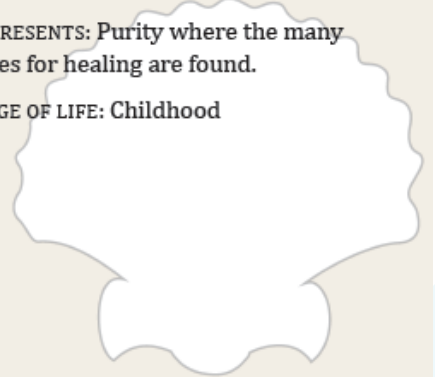 RESENTS: Purity where the many
es for healing are found.
GE OF LIFE: Childhood